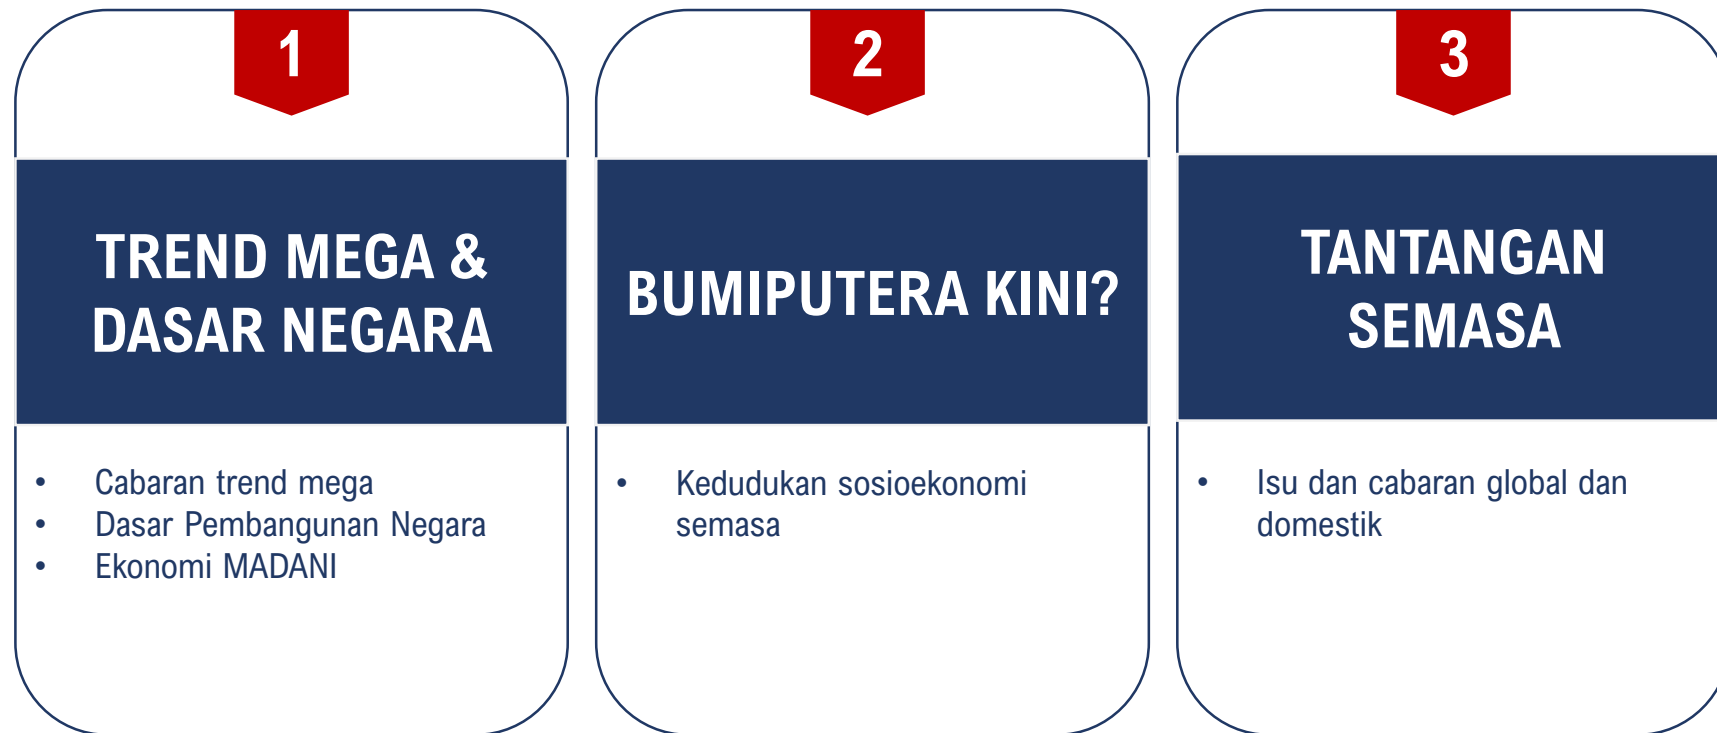 1
TREND MEGA &
DASAR NEGARA
• Cabaran trend mega
• Dasar Pembangunan Negara
• Ekonomi MADANI
2
BUMIPUTERA KINI?
• Kedudukan sosioekonomi
semasa
3
TANTANGAN
SEMASA
• Isu dan cabaran global dan
domestik